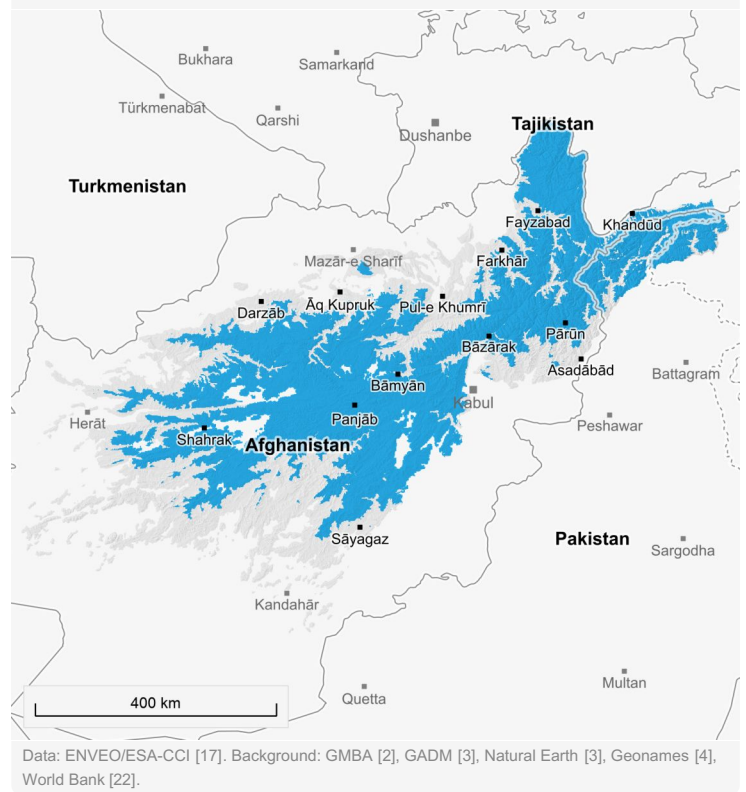 Bukhara
Samarkand
Türkmenabat
Qarshi
Dushanbe
Tajikistan
Turkmenistan
Fayzabad
Khandūd
Mazār-e Sharīf
Farkhār
Darzāb
Āq Kupruk
Pul-e Khumrī
Bāzārak
Pārūn
Asadābād
Battagram
Bāmyān
Kabul
Herāt
Panjāb
Peshawar
Shahrak
Afghanistan
Sāyagaz
Pakistan
Sargodha
Kandahār
Quetta
Multan
400 km
Data: ENVEO/ESA-CCI [17]. Background: GMBA [2], GADM [3], Natural Earth [3], Geonames [4],
World Bank [22].